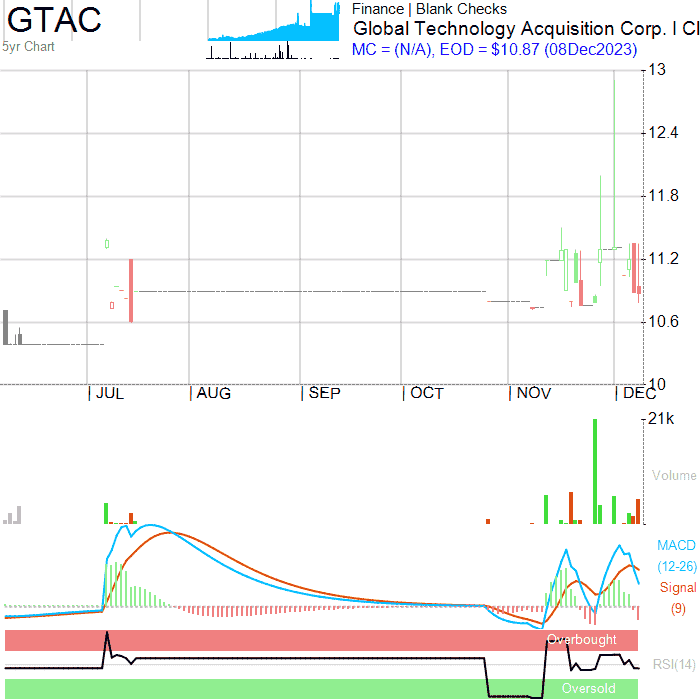 GTAC
5yr Chart
Finance | Blank Checks
Global Technology Acquisition Corp. I Cl
MC = (N/A), EOD = $10.87 (08Dec2023)
13
12.4
11.8
11.2
10.6
10
JUL AUG SEP OCT NOV DEC
21k
Volume
MACD
(12-26)
Signal
(9)
Overbought
RSI(14)
Oversold